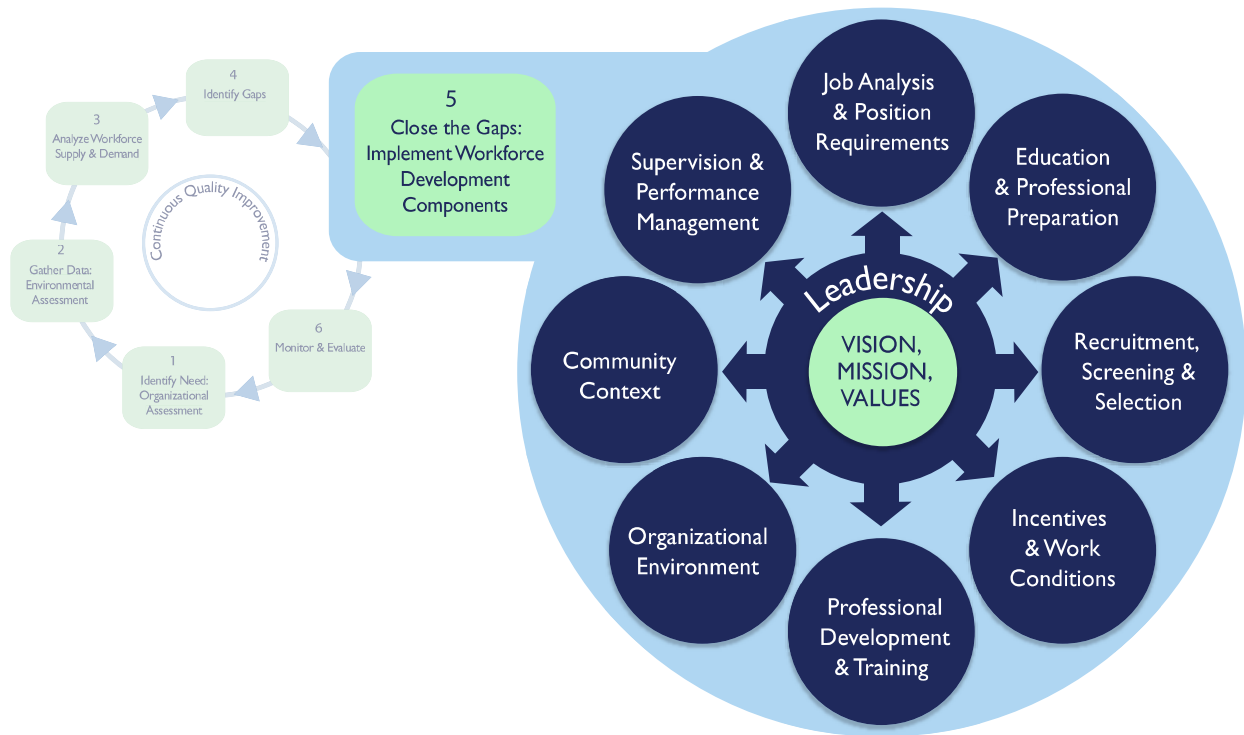 4
Identify Gaps
3
Analyze Workforce
Supply & Demand
Continuous Quality Improvement
2
Gather Data:
Environmental
Assessment
1
Identify Need:
Organizational
Assessment
6
Monitor & Evaluate
5
Close the Gaps:
Implement Workforce
Development
Components
Job Analysis
& Position
Requirements
Education
& Professional
Preparation
Recruitment,
Screening &
Selection
Incentives
& Work
Conditions
Professional
Development
& Training
Organizational
Environment
Community
Context
Supervision &
Performance
Management
Leadership
VISION,
MISSION,
VALUES